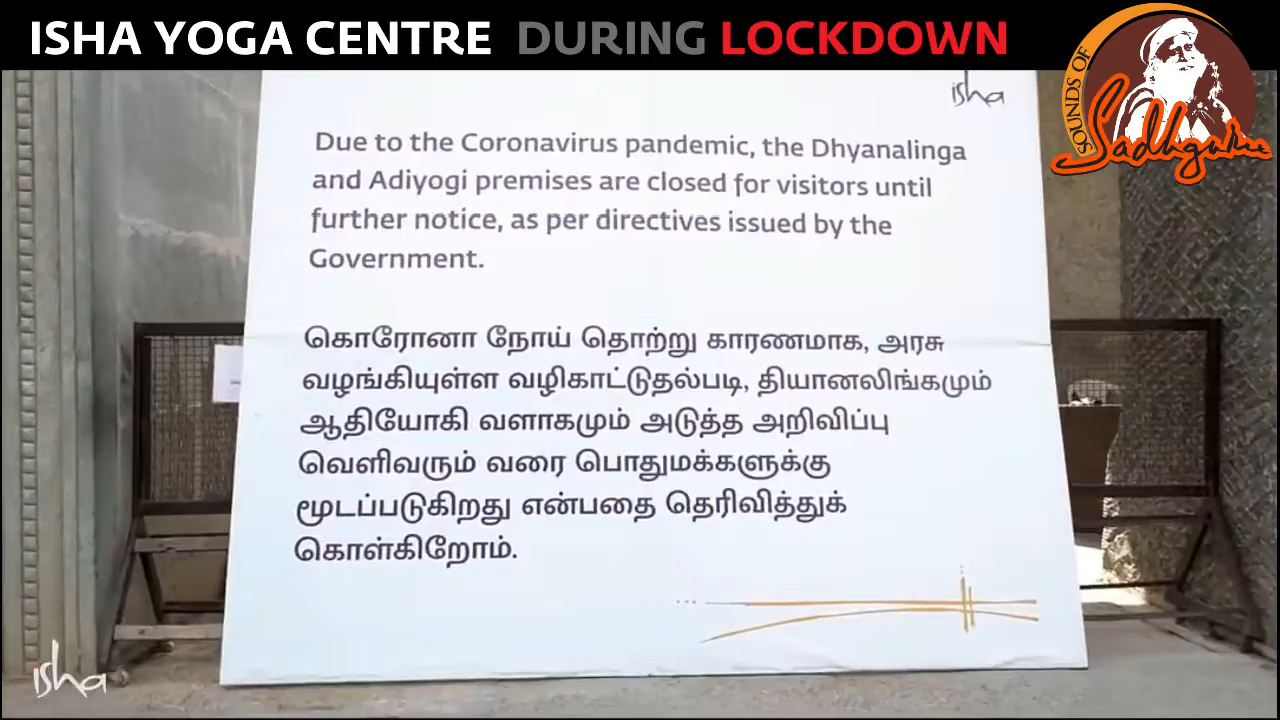 ISHA YOGA CENTRE DURING LOCKDOWN
SOUNDS OF
Sadhguru
isha
Due to the Coronavirus pandemic, the Dhyanalinga
and Adiyogi premises are closed for visitors until
further notice, as per directives issued by the
Government.
கொரோனா நோய் தொற்று காரணமாக, அரசு
வழங்கியுள்ள வழிகாட்டுதல்படி, தியானலிங்கமும்
ஆதியோகி வளாகமும் அடுத்த அறிவிப்பு
வெளிவரும் வரை பொதுமக்களுக்கு
மூடப்படுகிறது என்பதை தெரிவித்துக்
கொள்கிறோம்.
isha